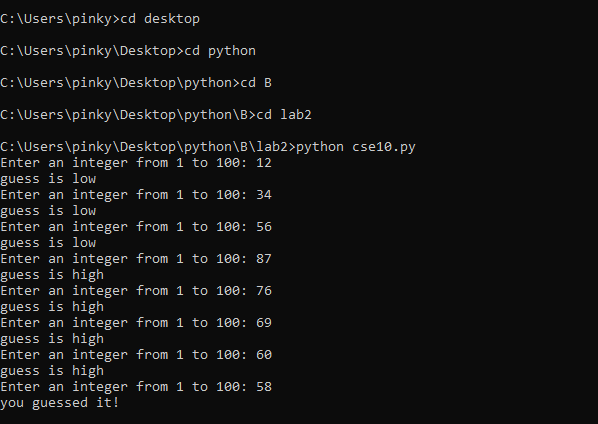 C:\Users\pinky>cd desktop
C:\Users\pinky\Desktop>cd python
C:\Users\pinky\Desktop\python>cd B
C:\Users\pinky\Desktop\python\B>cd lab2
C:\Users\pinky\Desktop\python\B\lab2>python cse10.py
Enter an integer from 1 to 100: 12
guess is low
Enter an integer from 1 to 100: 34
guess is low
Enter an integer from 1 to 100: 56
guess is low
Enter an integer from 1 to 100: 87
guess is high
Enter an integer from 1 to 100: 76
guess is high
Enter an integer from 1 to 100: 69
guess is high
Enter an integer from 1 to 100: 60
guess is high
Enter an integer from 1 to 100: 58
you guessed it!